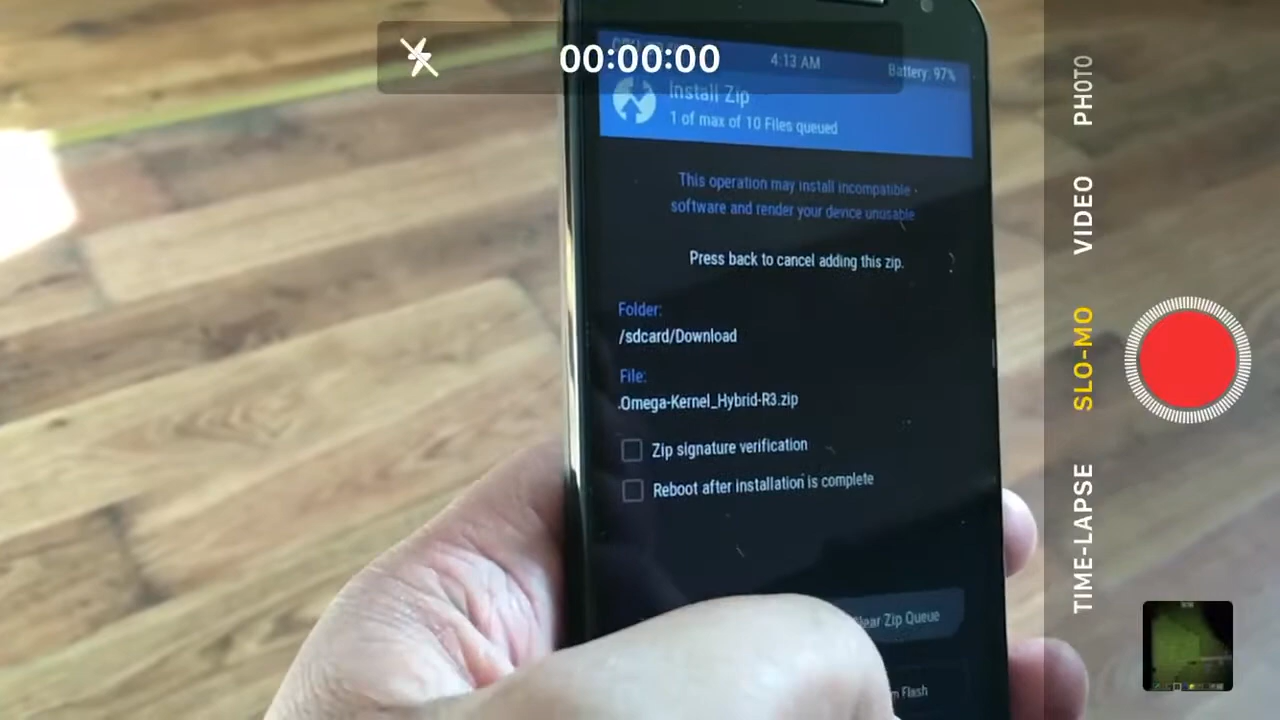 00:00:00
4:13 AM
Battery: 97%
Install Zip
1 of max of 10 Files queued
This operation may install incompatible
software and render your device unusable
Press back to cancel adding this zip.
Folder:
/sdcard/Download
File:
.Omega-Kernel_Hybrid-R3.zip
Zip signature verification
Reboot after installation is complete
Clear Zip Queue
Flash
PHOTO
VIDEO
SLO-MO
TIME-LAPSE